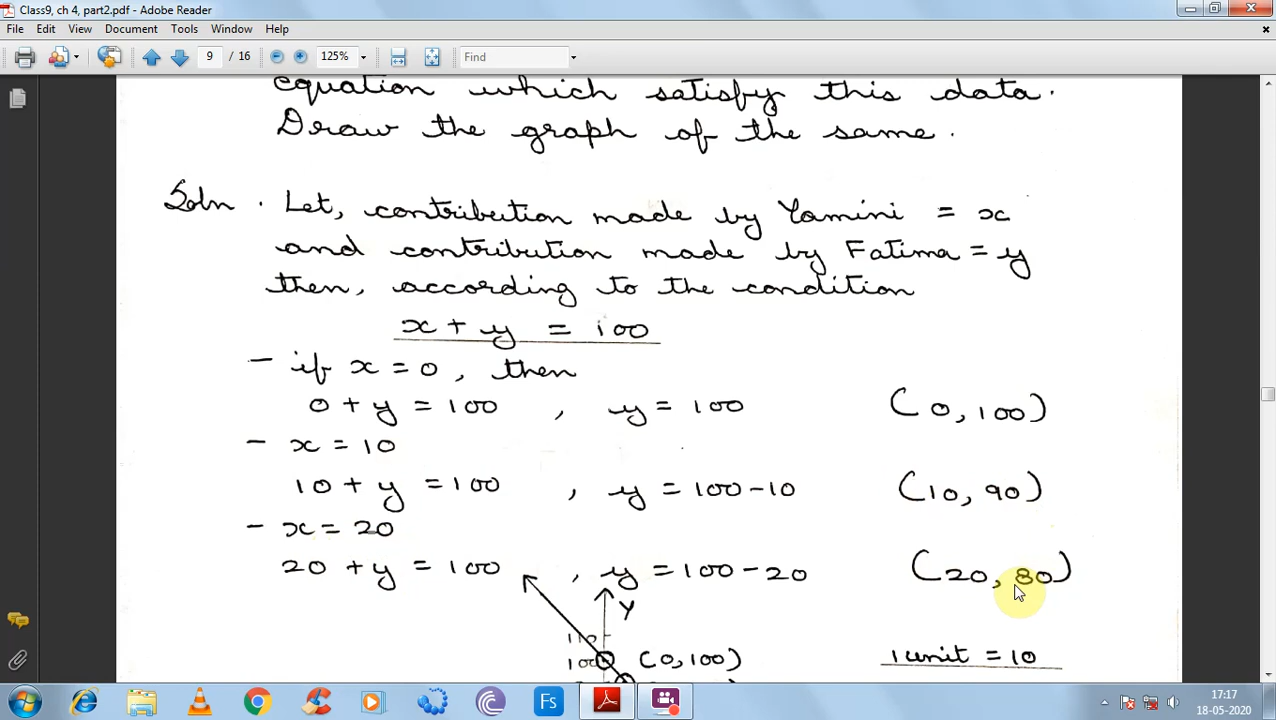 Class9, ch 4, part2.pdf - Adobe Reader
File Edit View Document Tools Window Help
9 / 16 125% Find
equation which satisfy this data.
Draw the graph of the same.
Soln. Let, contribution made by Yamini = x
and contribution made by Fatima = y
then, according to the condition
x + y = 100
- if x = 0, then
0 + y = 100 , y = 100 (0, 100)
- x = 10
10 + y = 100 , y = 100-10 (10, 90)
- x = 20
20 + y = 100 , y = 100-20 (20, 80)
Y
110
100 (0, 100) 1 unit = 10
Fs
17:17
18-05-2020